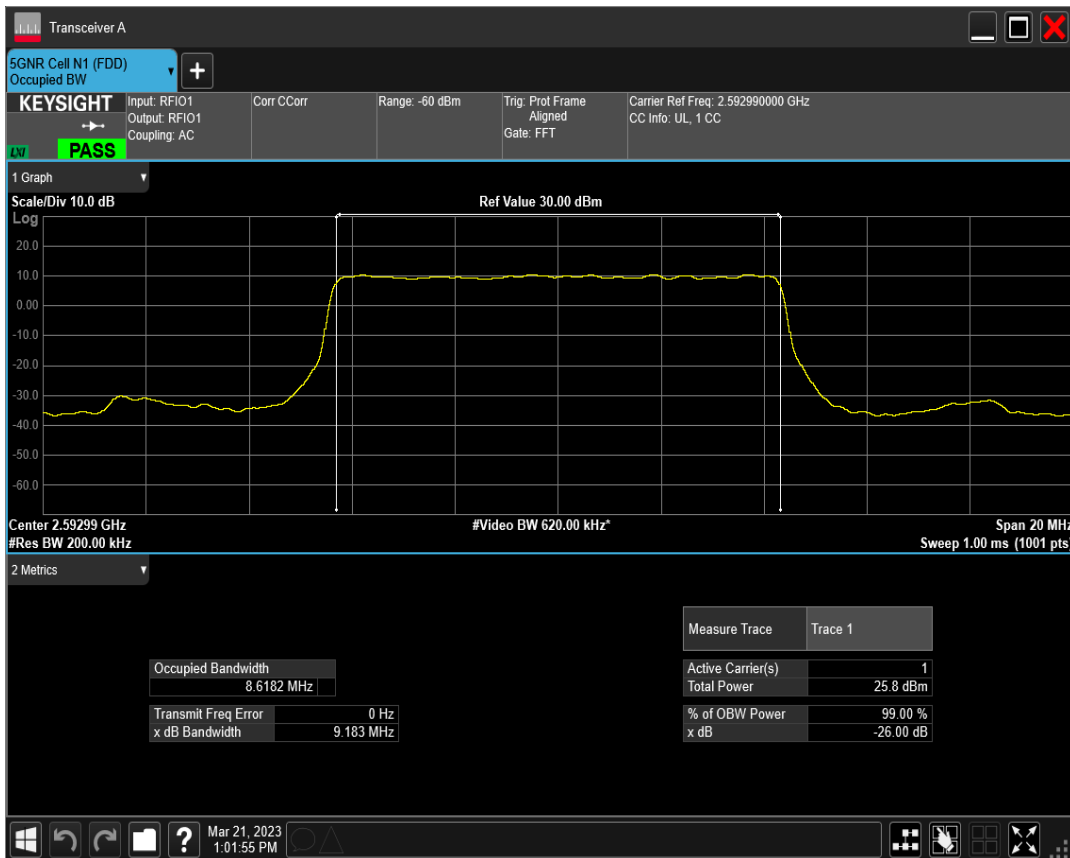 Transceiver A
5GNR Cell N1 (FDD)
Occupied BW
KEYSIGHT
LXI
PASS
Input: RFIO1
Output: RFIO1
Coupling: AC
Corr CCorr
Range: -60 dBm
Trig: Prot Frame
Aligned
Gate: FFT
Carrier Ref Freq: 2.592990000 GHz
CC Info: UL, 1 CC
1 Graph
Scale/Div 10.0 dB
Ref Value 30.00 dBm
Log
20.0
10.0
0.00
-10.0
-20.0
-30.0
-40.0
-50.0
-60.0
Center 2.59299 GHz
#Video BW 620.00 kHz*
Span 20 MHz
#Res BW 200.00 kHz
Sweep 1.00 ms (1001 pts)
2 Metrics
Measure Trace Trace 1
Occupied Bandwidth
8.6182 MHz
Active Carrier(s) 1
Total Power 25.8 dBm
Transmit Freq Error 0 Hz
x dB Bandwidth 9.183 MHz
% of OBW Power 99.00 %
x dB -26.00 dB
?
Mar 21, 2023
1:01:55 PM